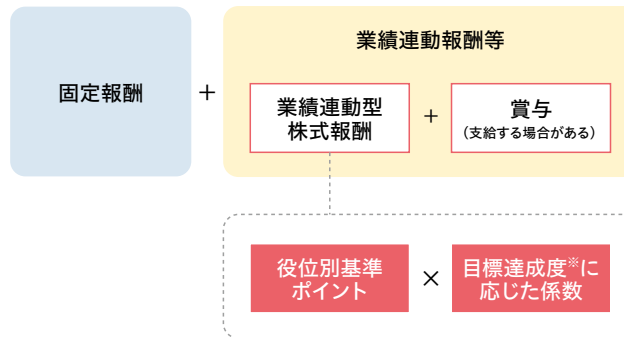 業績連動報酬等
固定報酬
+
業績連動型
株式報酬
+
賞与
(支給する場合がある)
役位別基準
ポイント
×
目標達成度※に
応じた係数